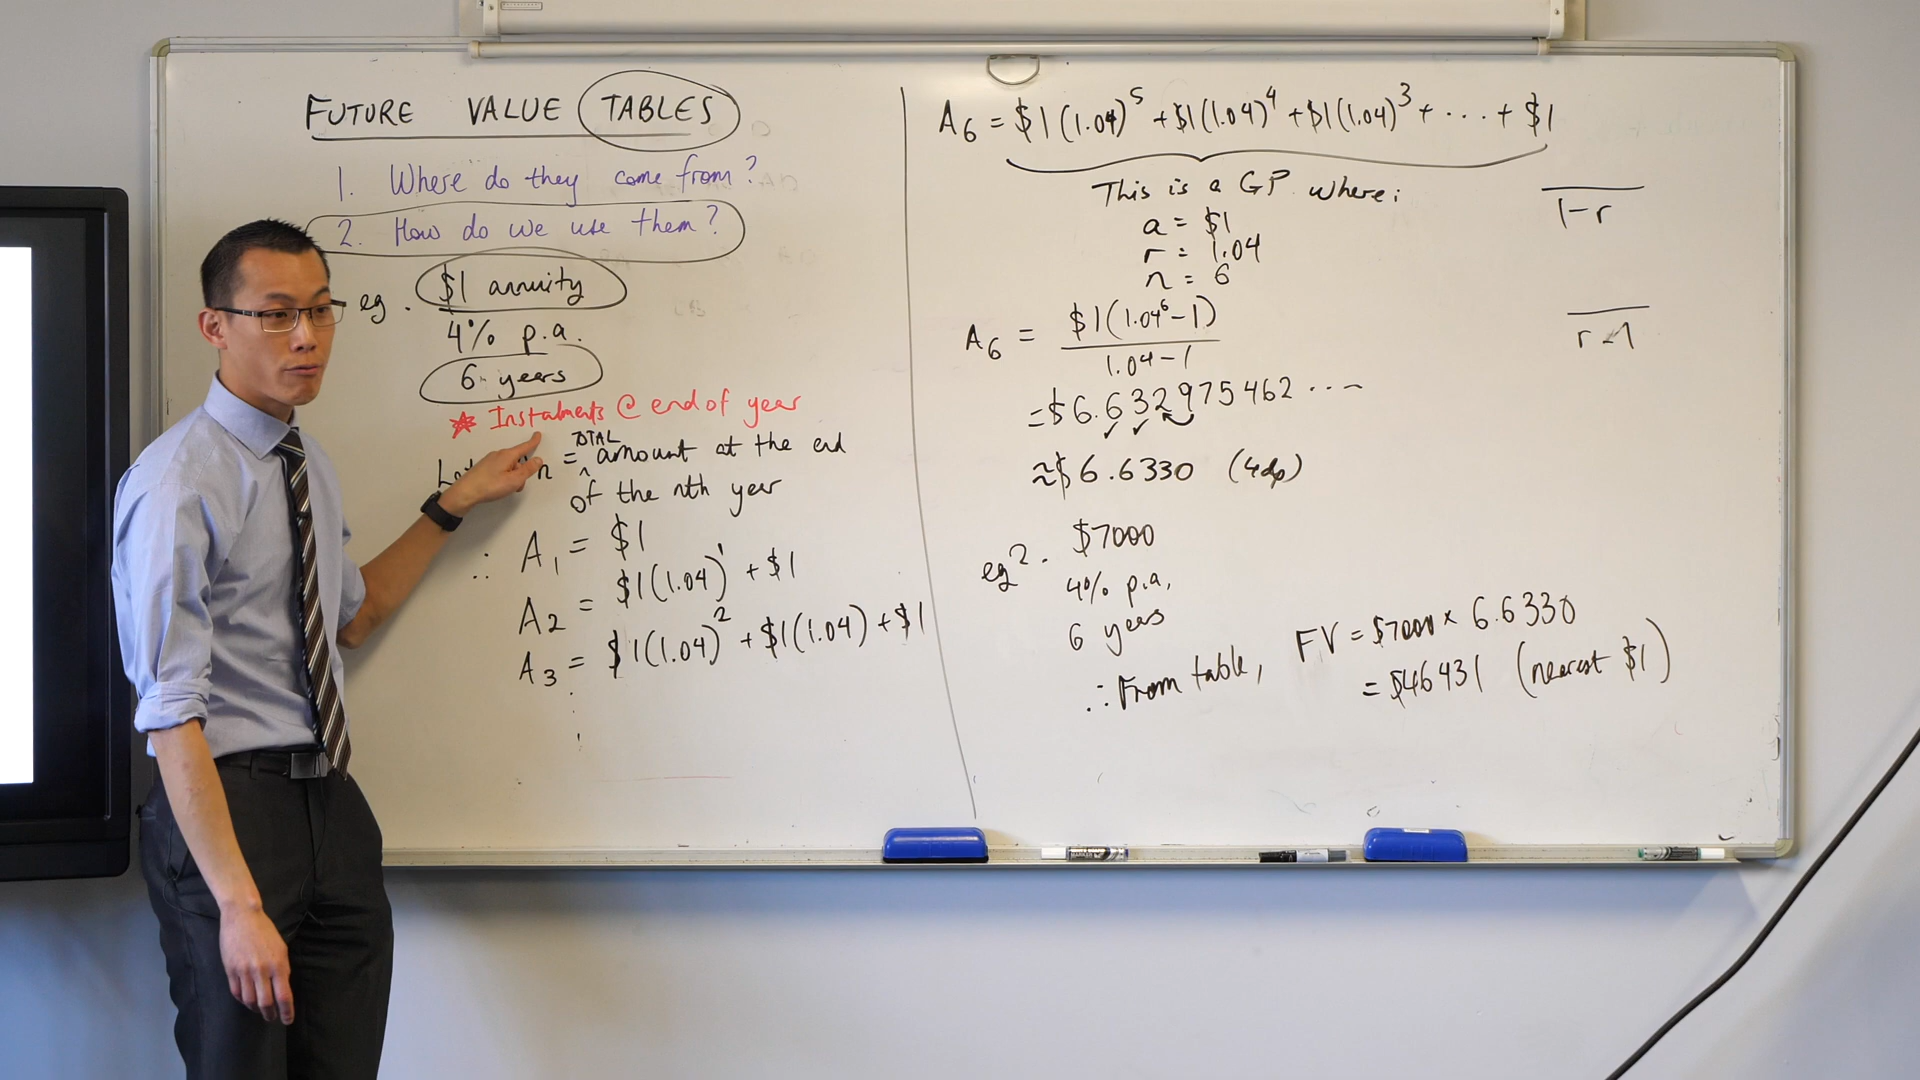 FUTURE VALUE TABLES
1. Where do they come from?
2. How do we use them?
eg. $1 annuity
4% p.a.
6 years
* Instalments @ end of year
TOTAL
n = ^ amount at the end
of the nth year
∴ A₁ = $1
A₂ = $1(1.04)¹ + $1
A₃ = $1(1.04)² + $1(1.04) + $1
A₆ = $1(1.04)⁵ + $1(1.04)⁴ + $1(1.04)³ + ... + $1
This is a GP where:
a = $1
r = 1.04
n = 6
A₆ = $1(1.04⁶ - 1)
1.04 - 1
= $6.632975462...
≈ $6.6330 (4dp)
eg 2. $7000
4% p.a.
6 years
∴ From table, FV = $7000 × 6.6330
= $46431 (nearest $1)
1-r
r-1